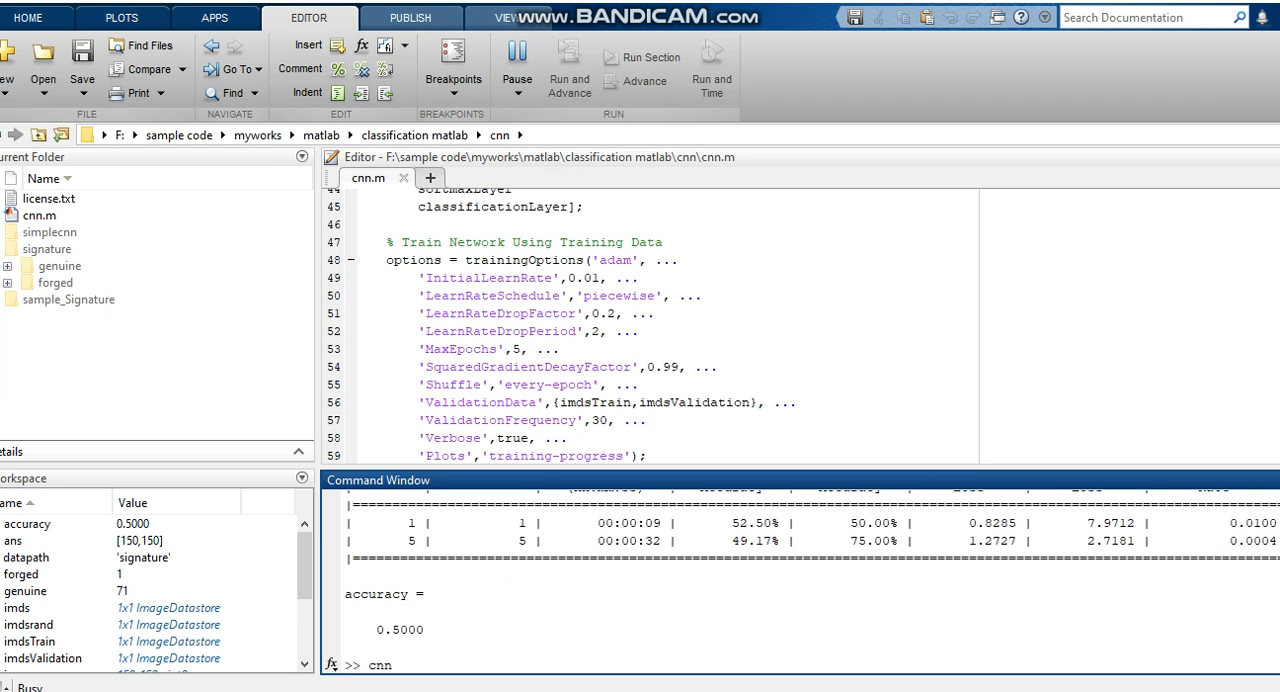 HOME PLOTS APPS EDITOR PUBLISH VIEW
www.BANDICAM.com
Search Documentation
Open
Save
Find Files
Compare
Print
FILE
Go To
Find
NAVIGATE
Insert
Comment
Indent
EDIT
Breakpoints
BREAKPOINTS
Pause
Run and
Advance
Run Section
Advance
Run and
Time
RUN
F: sample code myworks matlab classification matlab cnn
urrent Folder
Name
license.txt
cnn.m
simplecnn
signature
genuine
forged
sample_Signature
etails
Editor - F:\sample code\myworks\matlab\classification matlab\cnn\cnn.m
cnn.m
44 softmaxLayer
45 classificationLayer];
46
47 % Train Network Using Training Data
48 options = trainingOptions('adam', ...
49 'InitialLearnRate',0.01, ...
50 'LearnRateSchedule','piecewise', ...
51 'LearnRateDropFactor',0.2, ...
52 'LearnRateDropPeriod',2, ...
53 'MaxEpochs',5, ...
54 'SquaredGradientDecayFactor',0.99, ...
55 'Shuffle','every-epoch', ...
56 'ValidationData',{imdsTrain,imdsValidation}, ...
57 'ValidationFrequency',30, ...
58 'Verbose',true, ...
59 'Plots','training-progress');
orkspace
ame Value
accuracy 0.5000
ans [150,150]
datapath 'signature'
forged 1
genuine 71
imds 1x1 ImageDatastore
imdsrand 1x1 ImageDatastore
imdsTrain 1x1 ImageDatastore
imdsValidation 1x1 ImageDatastore
Command Window
| 1 | 1 | 00:00:09 | 52.50% | 50.00% | 0.8285 | 7.9712 | 0.0100
| 5 | 5 | 00:00:32 | 49.17% | 75.00% | 1.2727 | 2.7181 | 0.0004
accuracy =
0.5000
fx >> cnn
Busy